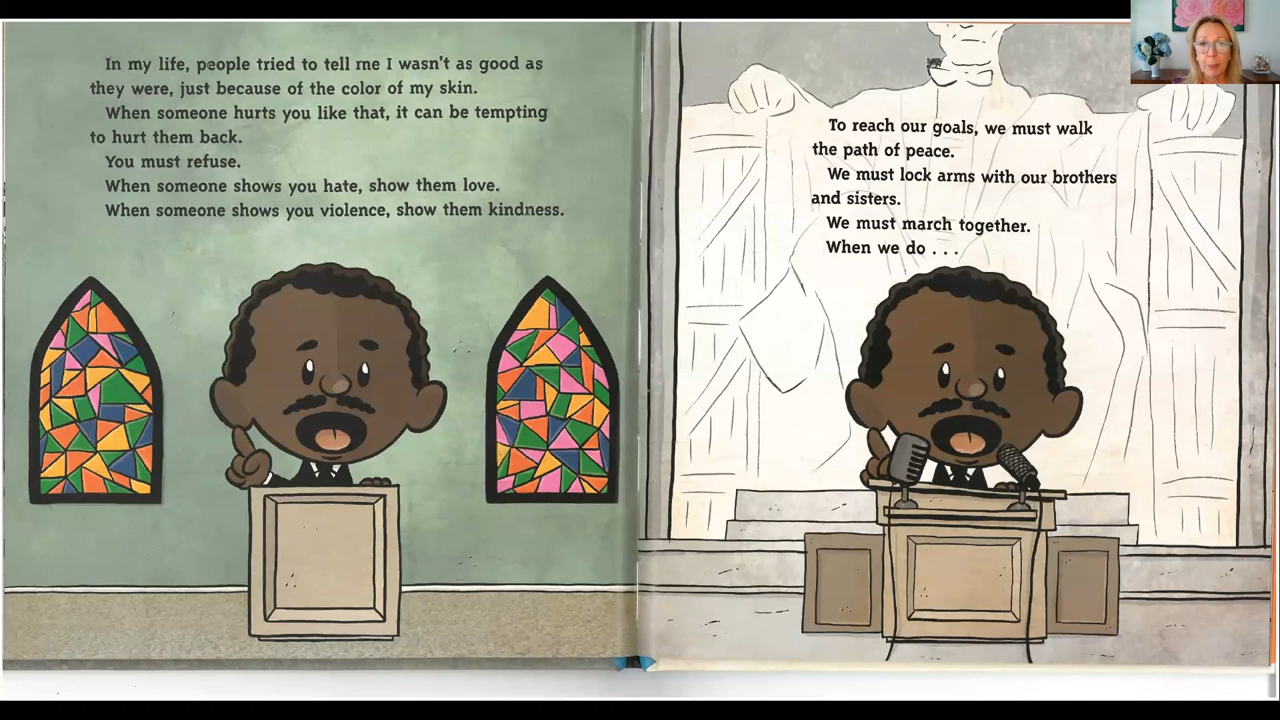 In my life, people tried to tell me I wasn't as good as
they were, just because of the color of my skin.
When someone hurts you like that, it can be tempting
to hurt them back.
You must refuse.
When someone shows you hate, show them love.
When someone shows you violence, show them kindness.
To reach our goals, we must walk
the path of peace.
We must lock arms with our brothers
and sisters.
We must march together.
When we do . . .